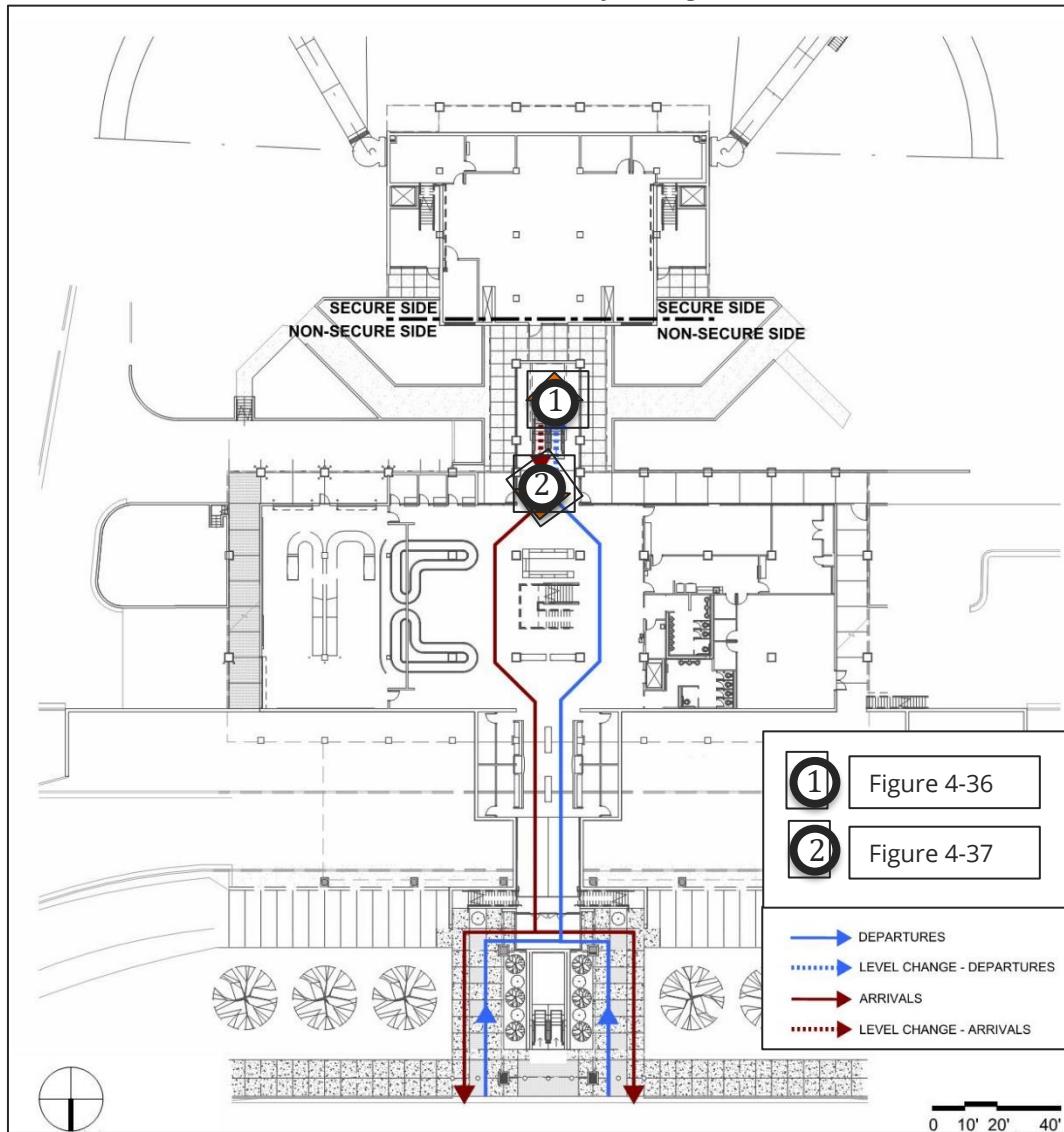 SECURE SIDE
SECURE SIDE
NON-SECURE SIDE
NON-SECURE SIDE
1
2
1 Figure 4-36
2 Figure 4-37
DEPARTURES
LEVEL CHANGE - DEPARTURES
ARRIVALS
LEVEL CHANGE - ARRIVALS
0 10' 20' 40'